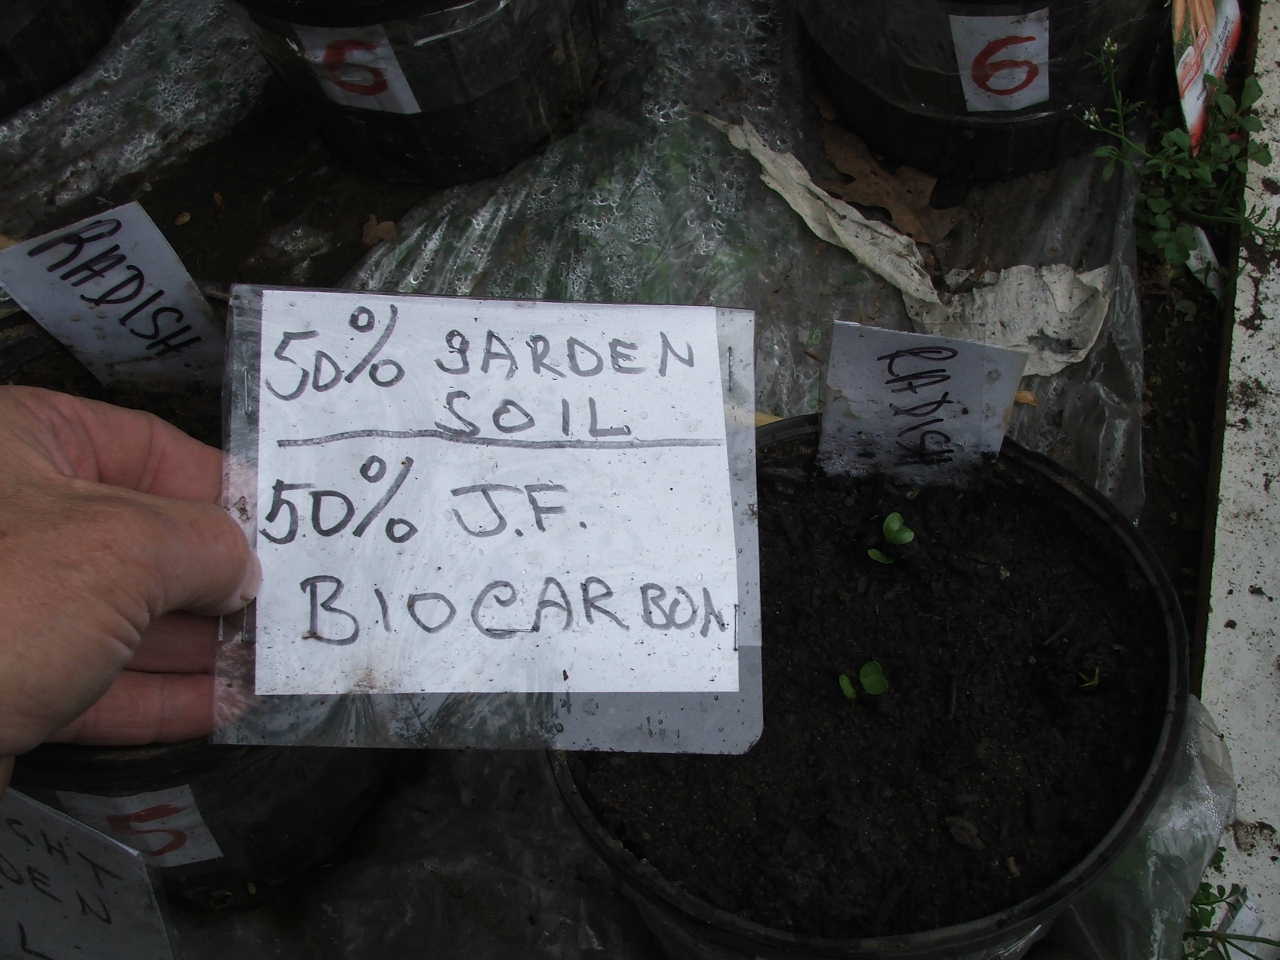 6
6
RADISH
50% GARDEN
SOIL
50% J.F.
BIOCARBON
RADISH
5